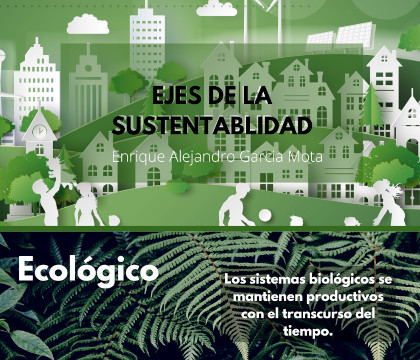 EJES DE LA
SUSTENTABLIDAD
Enrique Alejandro García Mota
Ecológico
Los sistemas biológicos se
mantienen productivos
con el transcurso del
tiempo.